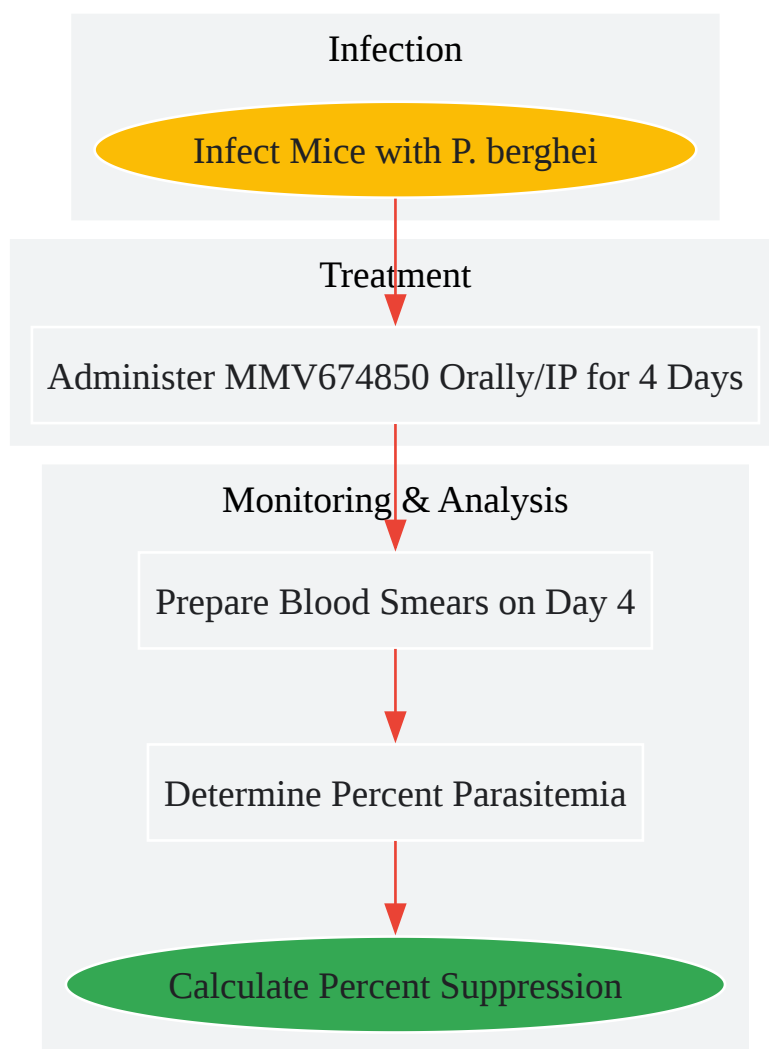 Infection
Infect Mice with P. berghei
Treatment
Administer MMV674850 Orally/IP for 4 Days
Monitoring & Analysis
Prepare Blood Smears on Day 4
Determine Percent Parasitemia
Calculate Percent Suppression